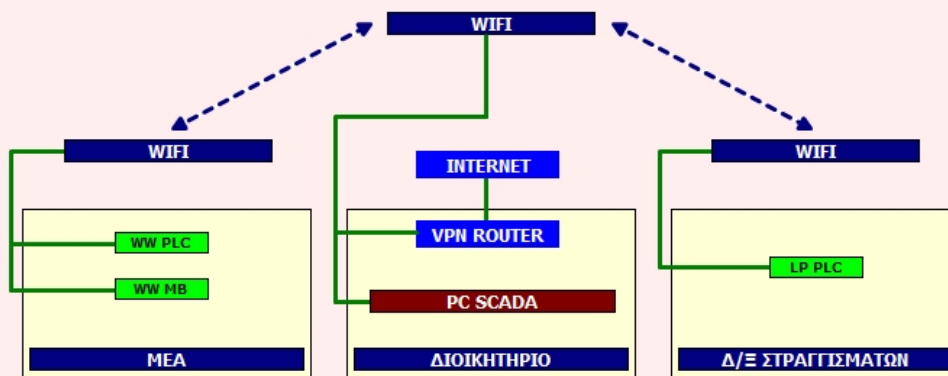 WIFI
WIFI
WIFI
INTERNET
WW PLC
VPN ROUTER
LP PLC
WW MB
PC SCADA
ΜΕΑ
ΔΙΟΙΚΗΤΗΡΙΟ
Δ/Ξ ΣΤΡΑΓΓΙΣΜΑΤΩΝ